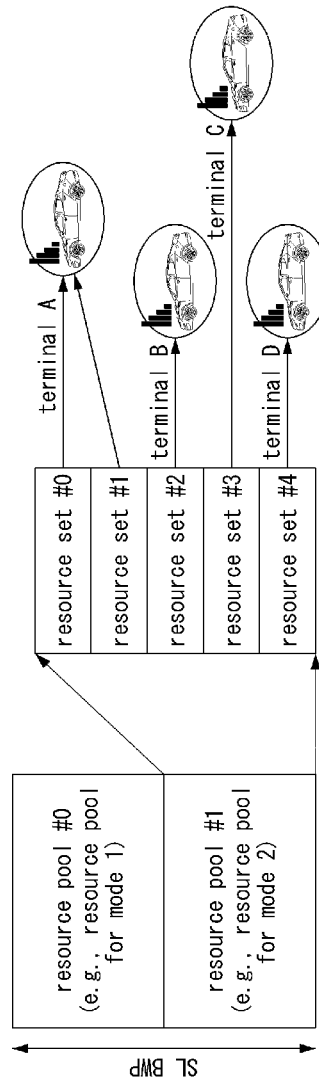 SL BWP
resource pool #0
(e.g., resource pool
for mode 1)
resource pool #1
(e.g., resource pool
for mode 2)
resource set #0
resource set #1
resource set #2
resource set #3
resource set #4
terminal A
terminal B
terminal C
terminal D